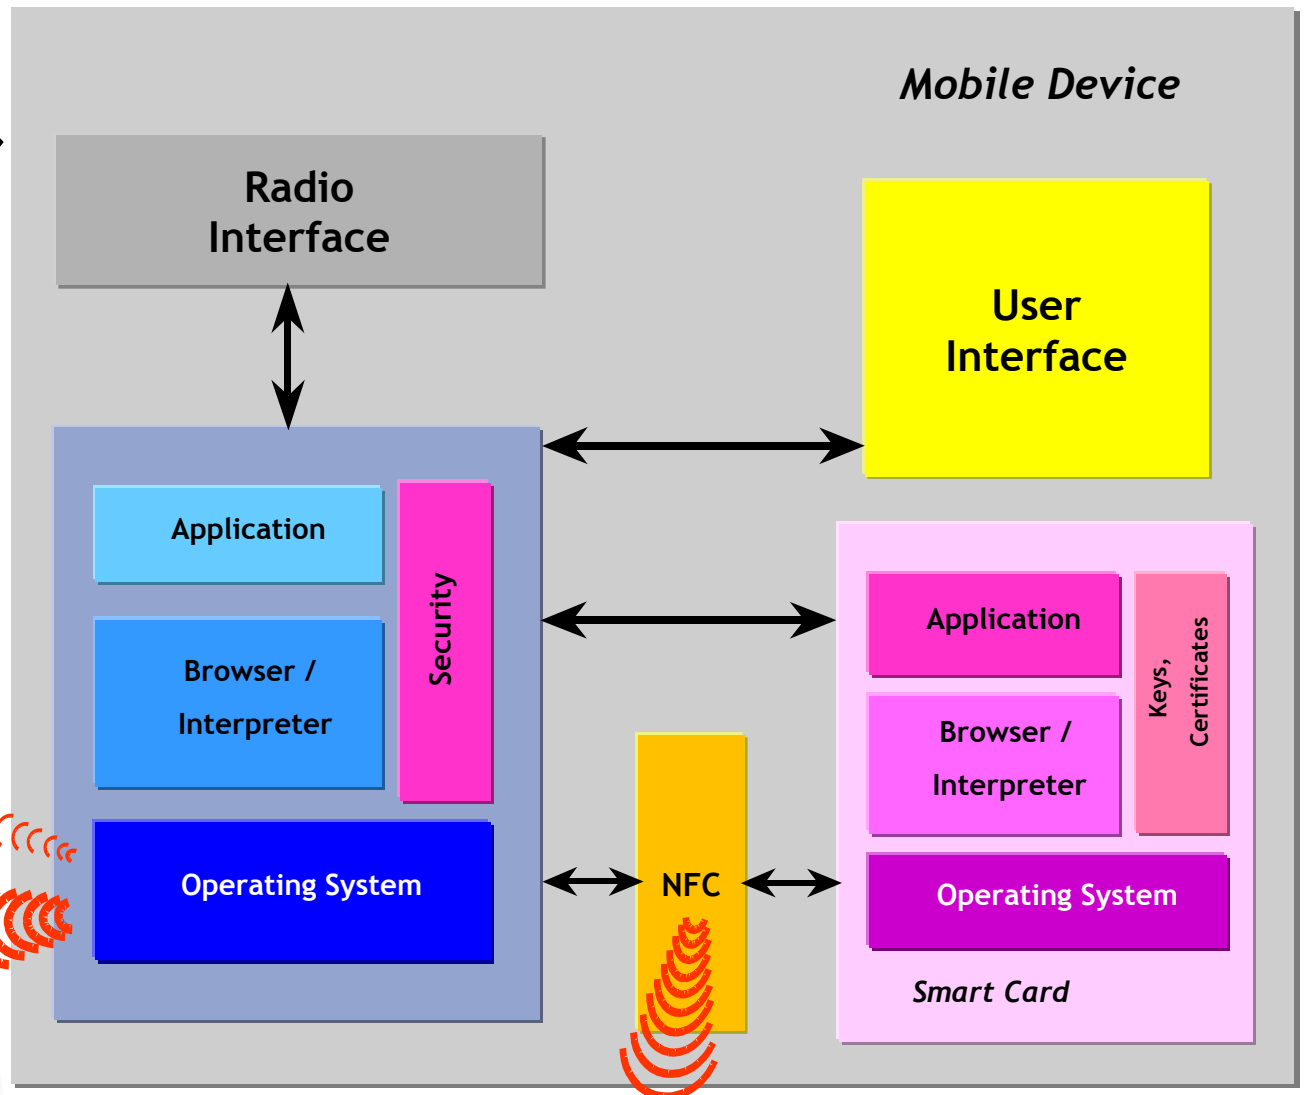 Mobile Device
Radio
Interface
User
Interface
Application
Security
Browser /
Interpreter
Operating System
NFC
Application
Keys,
Certificates
Browser /
Interpreter
Operating System
Smart Card